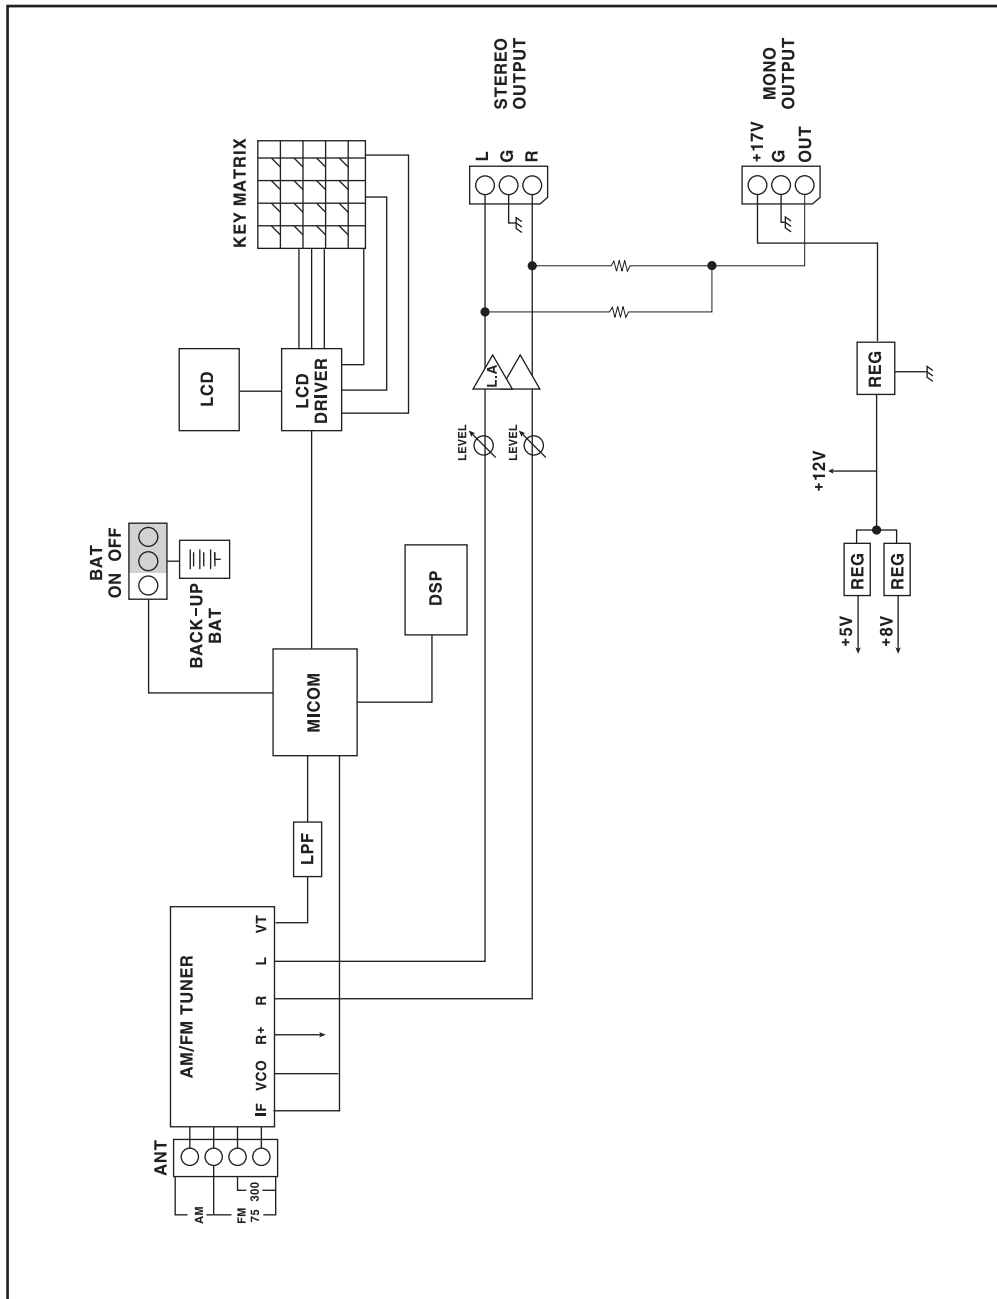 ANT
AM
FM
75
300
AM/FM TUNER
IF
VCO
R+
R
L
VT
LPF
MICOM
BAT
ON OFF
BACK-UP
BAT
DSP
LCD
LCD
DRIVER
KEY MATRIX
LEVEL
LEVEL
L.A
STEREO
OUTPUT
L
G
R
MONO
OUTPUT
+17V
G
OUT
REG
+12V
REG
REG
+5V
+8V